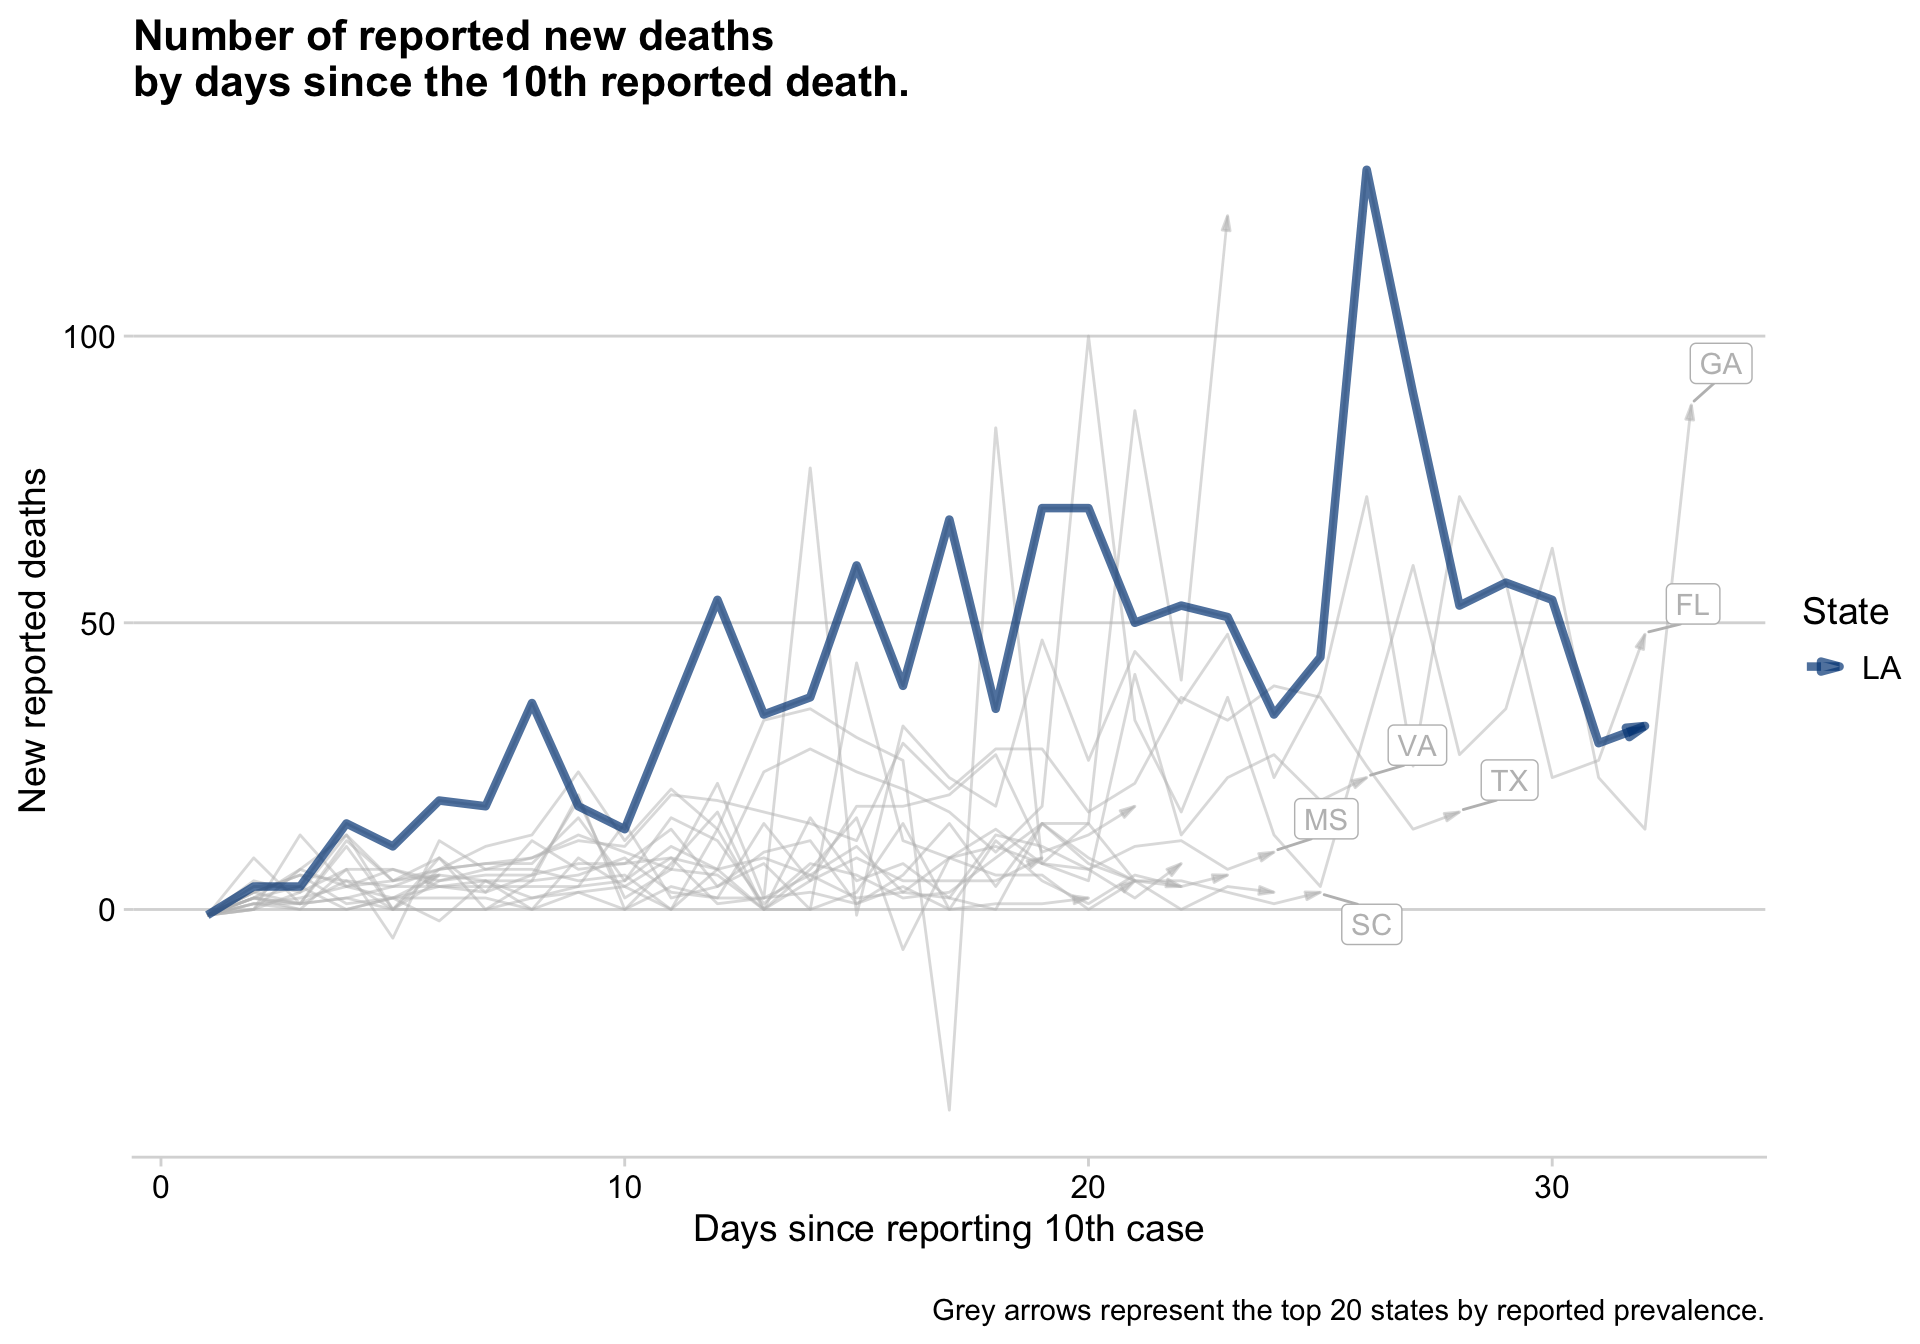 Number of reported new deaths
by days since the 10th reported death.
New reported deaths
100
50
0
GA
FL
VA
TX
MS
SC
State
LA
0 10 20 30
Days since reporting 10th case
Grey arrows represent the top 20 states by reported prevalence.